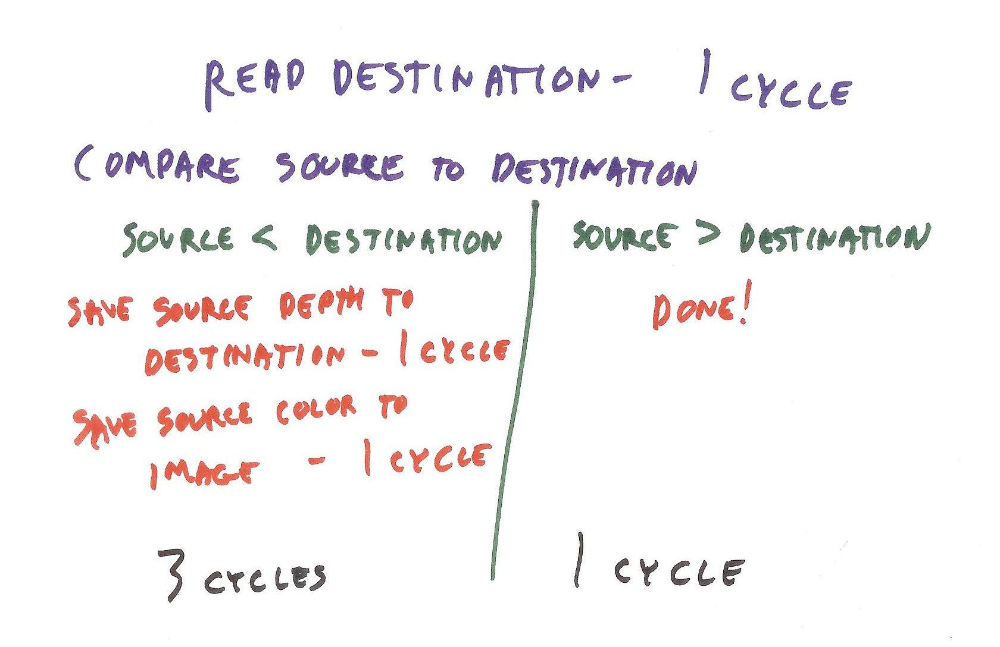 READ DESTINATION - 1 CYCLE
COMPARE SOURCE TO DESTINATION
SOURCE < DESTINATION
SAVE SOURCE DEPTH TO
DESTINATION - 1 CYCLE
SAVE SOURCE COLOR TO
IMAGE - 1 CYCLE
3 CYCLES
SOURCE > DESTINATION
DONE!
1 CYCLE